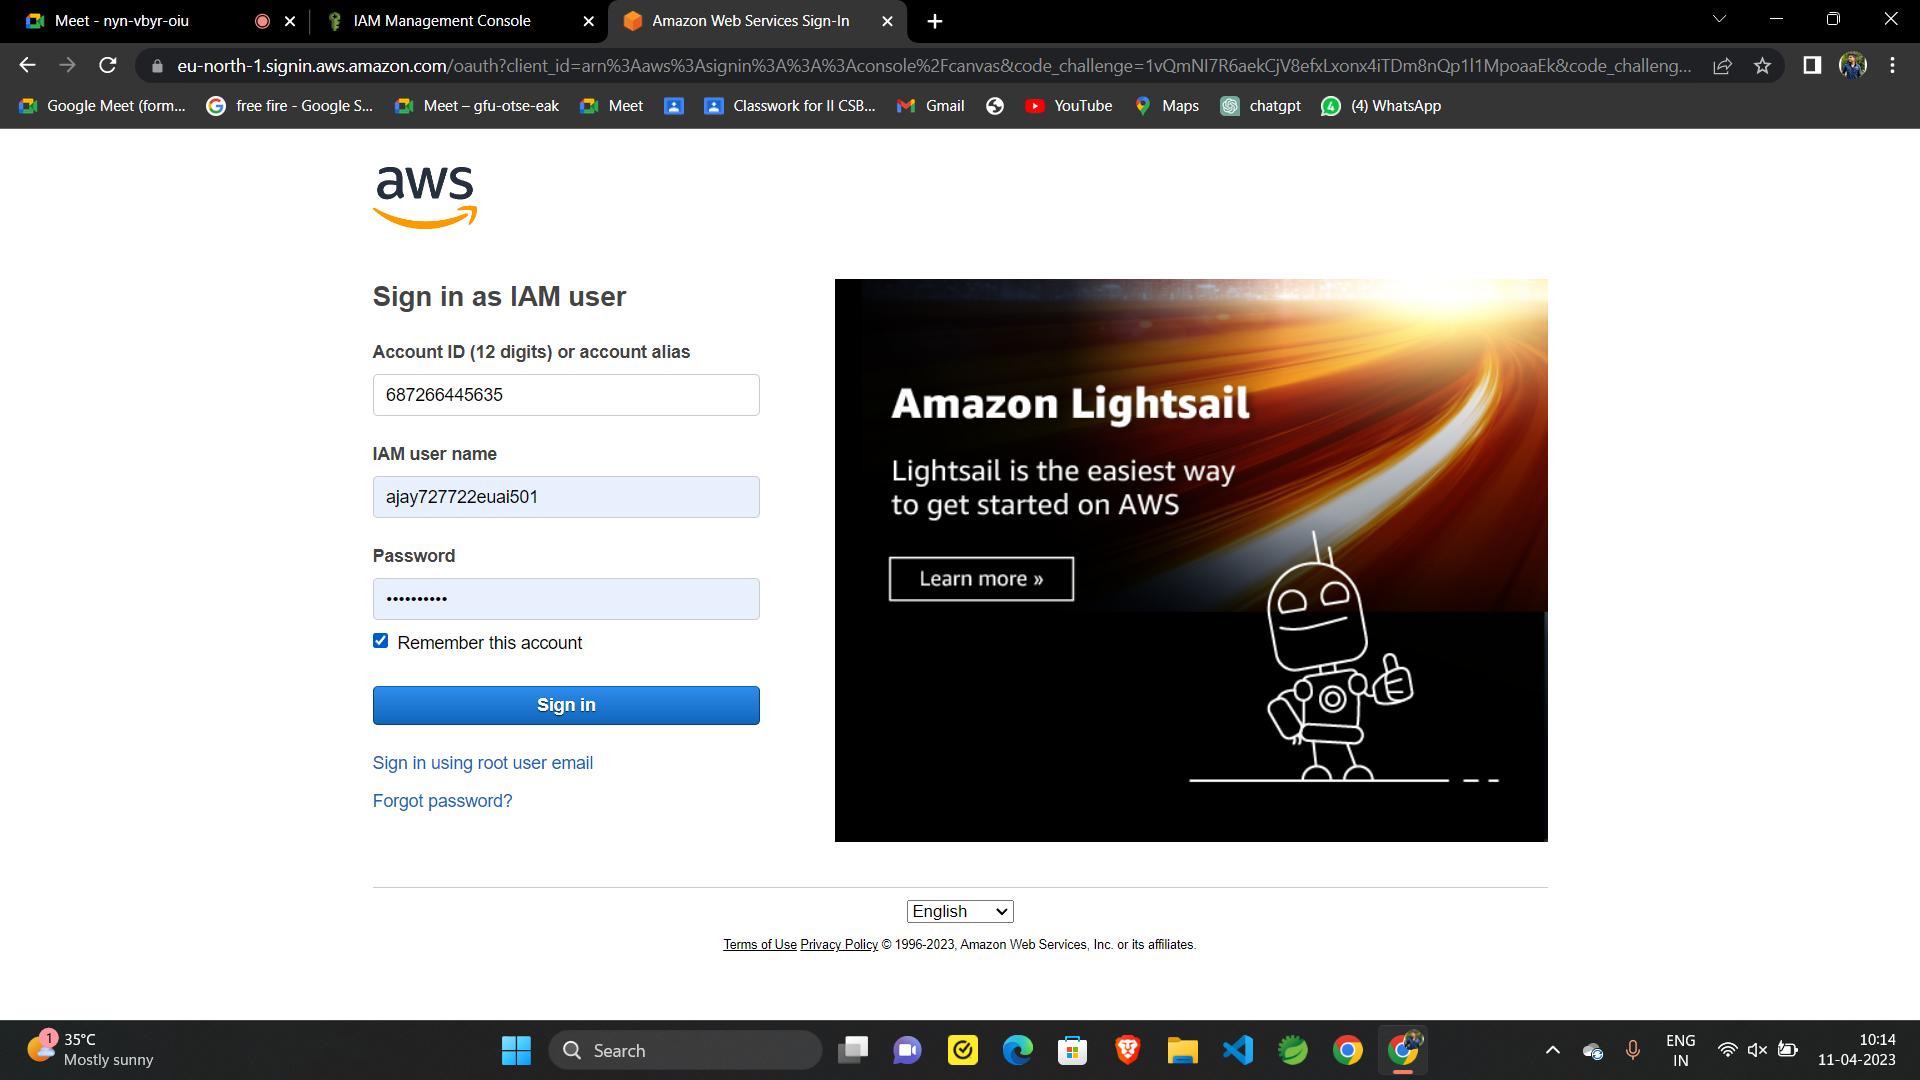 Meet - nyn-vbyr-oiu
IAM Management Console
Amazon Web Services Sign-In
eu-north-1.signin.aws.amazon.com/oauth?client_id=arn%3Aaws%3Asignin%3A%3A%3Aconsole%2Fcanvas&code_challenge=1vQmNI7R6aekCjV8efxLxonx4iTDm8nQp1l1MpoaaEk&code_challeng...
Google Meet (form...
free fire - Google S...
Meet – gfu-otse-eak
Meet
Classwork for II CSB...
Gmail
YouTube
Maps
chatgpt
4
(4) WhatsApp
aws
Sign in as IAM user
Account ID (12 digits) or account alias
687266445635
IAM user name
ajay727722euai501
Password
••••••••••
Remember this account
Sign in
Sign in using root user email
Forgot password?
Amazon Lightsail
Lightsail is the easiest way
to get started on AWS
Learn more »
English
Terms of Use Privacy Policy © 1996-2023, Amazon Web Services, Inc. or its affiliates.
1
35°C
Mostly sunny
Search
ENG
IN
10:14
11-04-2023